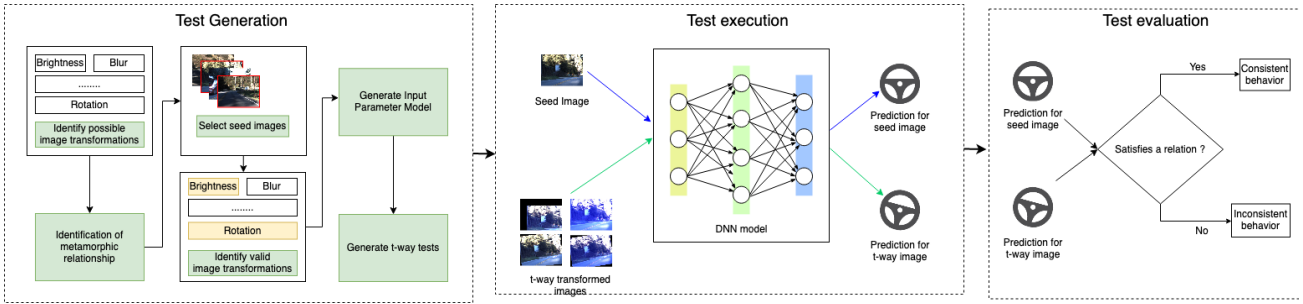 Test Generation
Brightness
Blur
........
Rotation
Identify possible
image transformations
Identification of
metamorphic
relationship
Select seed images
Brightness
Blur
........
Rotation
Identify valid
image transformations
Generate Input
Parameter Model
Generate t-way tests
Test execution
Seed Image
t-way transformed
images
DNN model
Prediction for
seed image
Prediction for
t-way image
Test evaluation
Prediction for
seed image
Prediction for
t-way image
Satisfies a relation ?
Yes
Consistent
behavior
No
Inconsistent
behavior